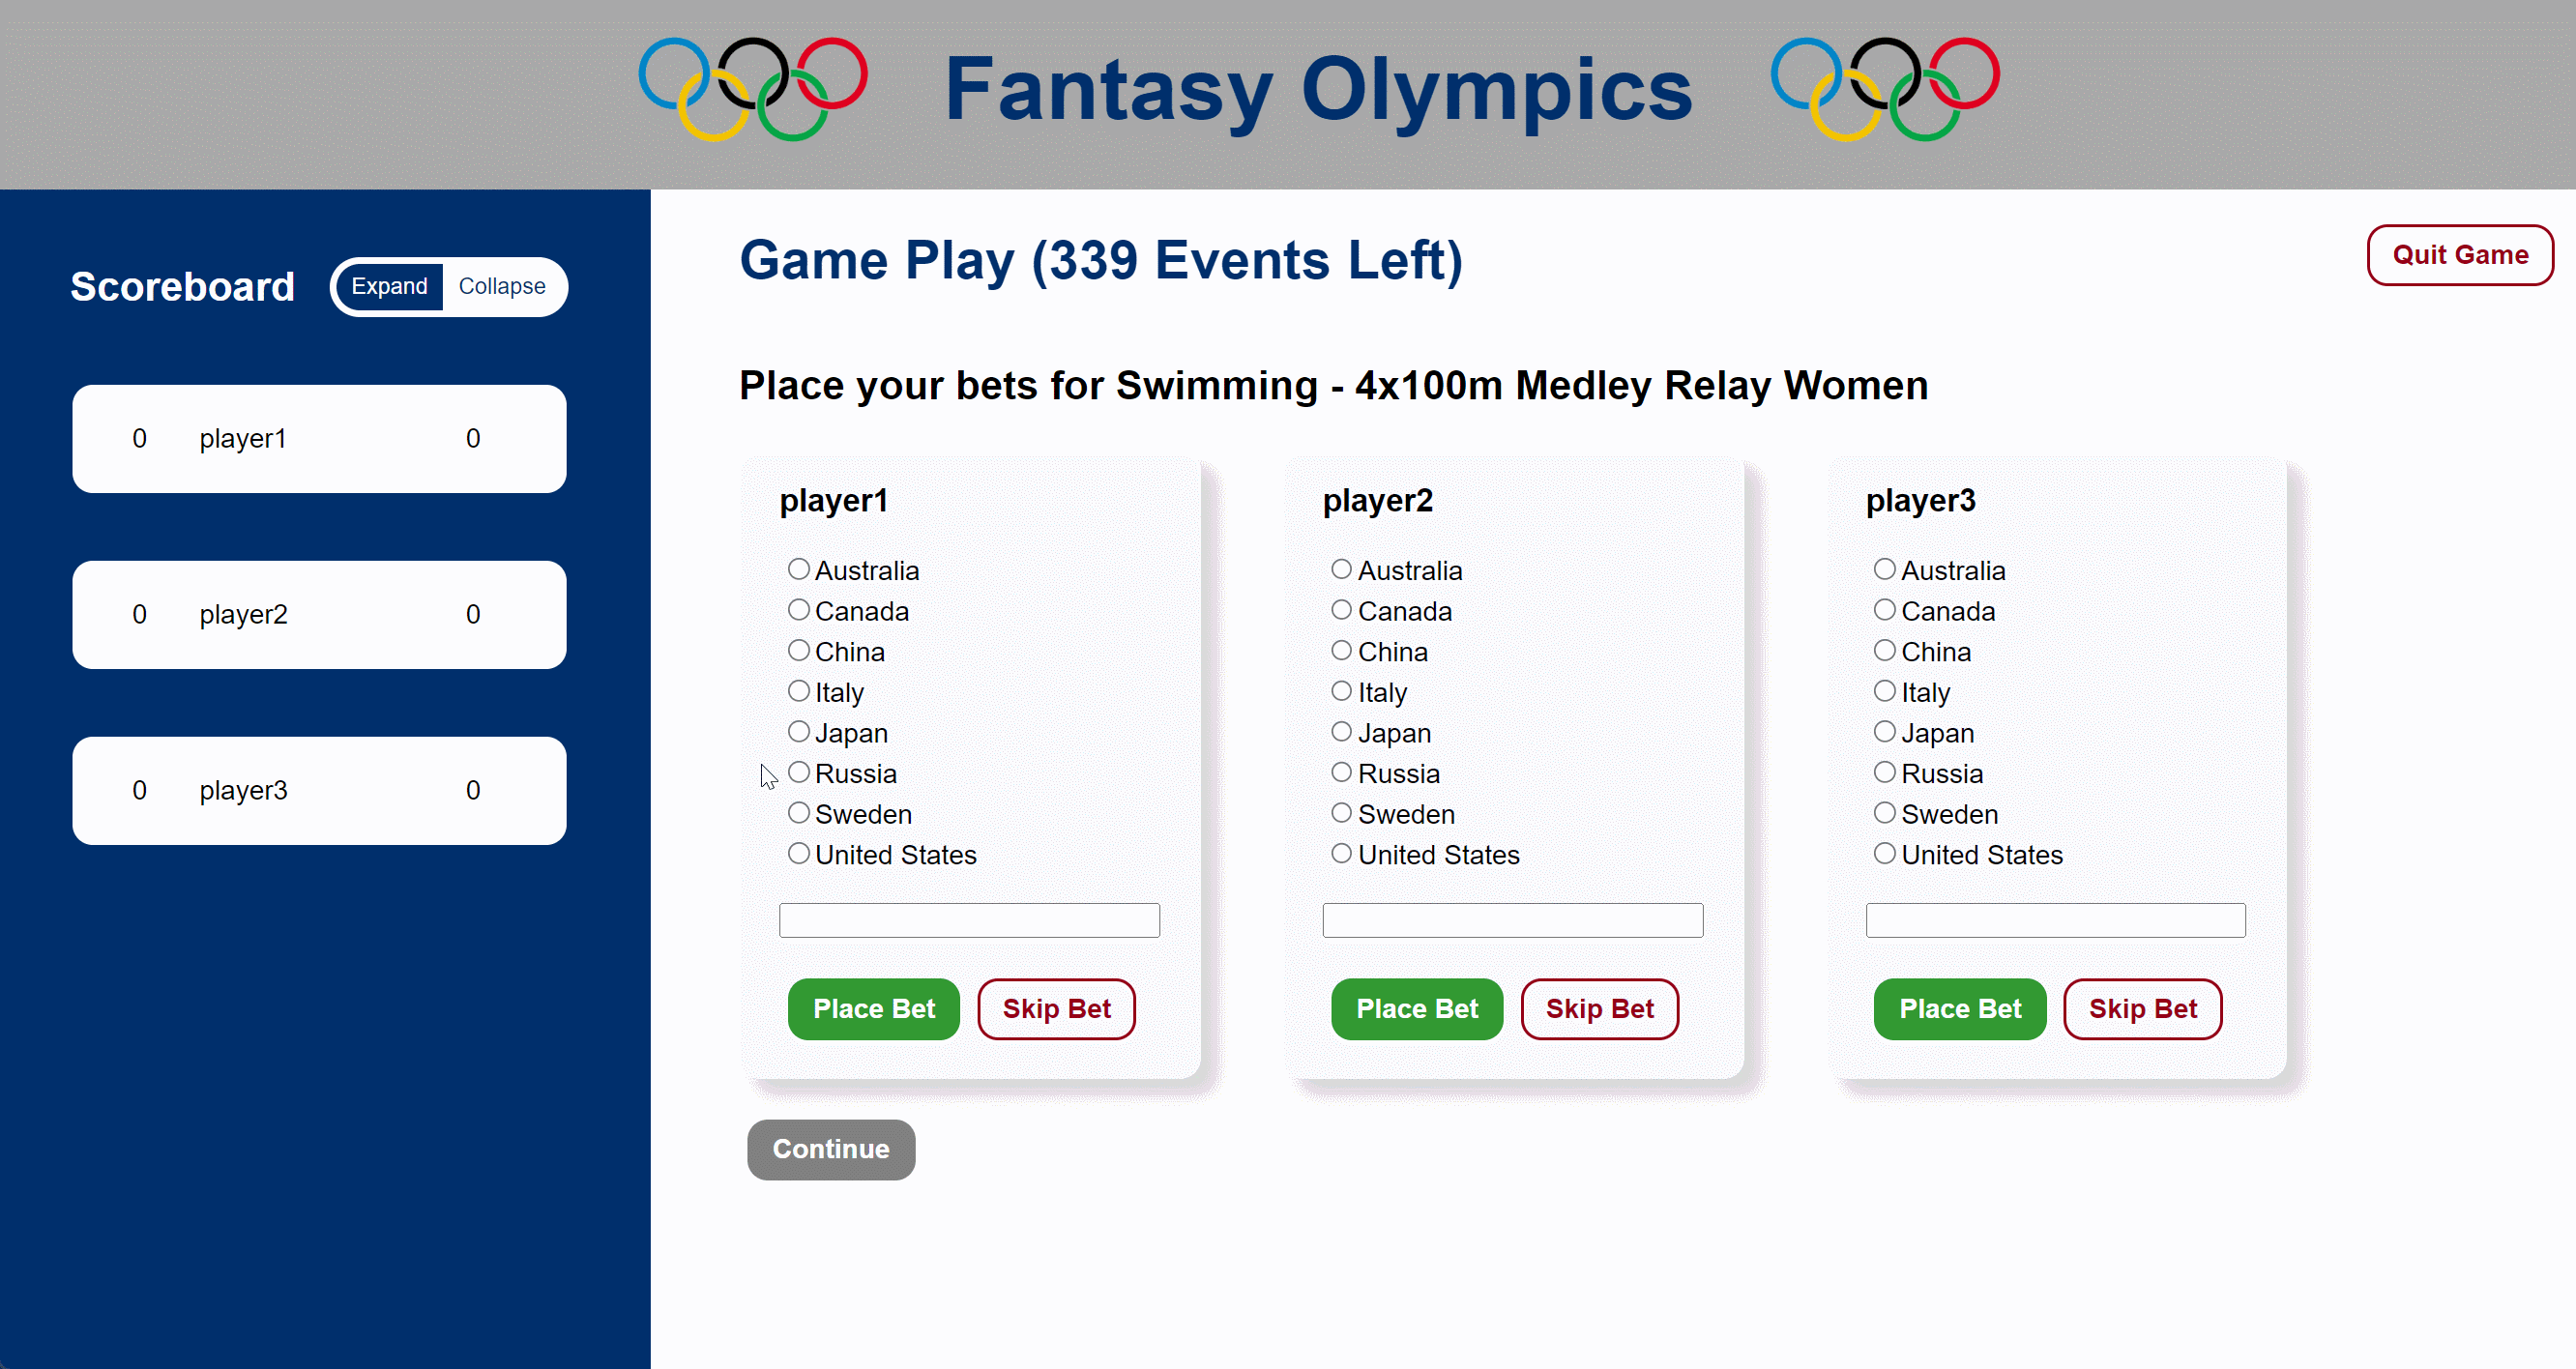 Fantasy Olympics
Scoreboard
Expand Collapse
0 player1 0
0 player2 0
0 player3 0
Game Play (339 Events Left)
Quit Game
Place your bets for Swimming - 4x100m Medley Relay Women
player1
Australia
Canada
China
Italy
Japan
Russia
Sweden
United States
Place Bet Skip Bet
player2
Australia
Canada
China
Italy
Japan
Russia
Sweden
United States
Place Bet Skip Bet
player3
Australia
Canada
China
Italy
Japan
Russia
Sweden
United States
Place Bet Skip Bet
Continue